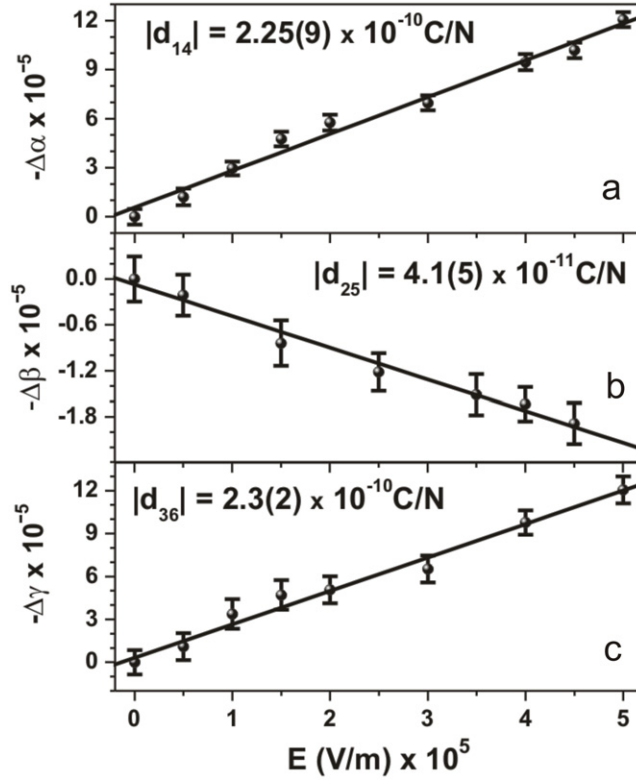 |d14| = 2.25(9) x 10-10C/N
-Δα x 10-5
12
9
6
3
0
a
|d25| = 4.1(5) x 10-11C/N
-Δβ x 10-5
0.0
-0.6
-1.2
-1.8
b
|d36| = 2.3(2) x 10-10C/N
-Δγ x 10-5
12
9
6
3
0
c
0 1 2 3 4 5
E (V/m) x 105